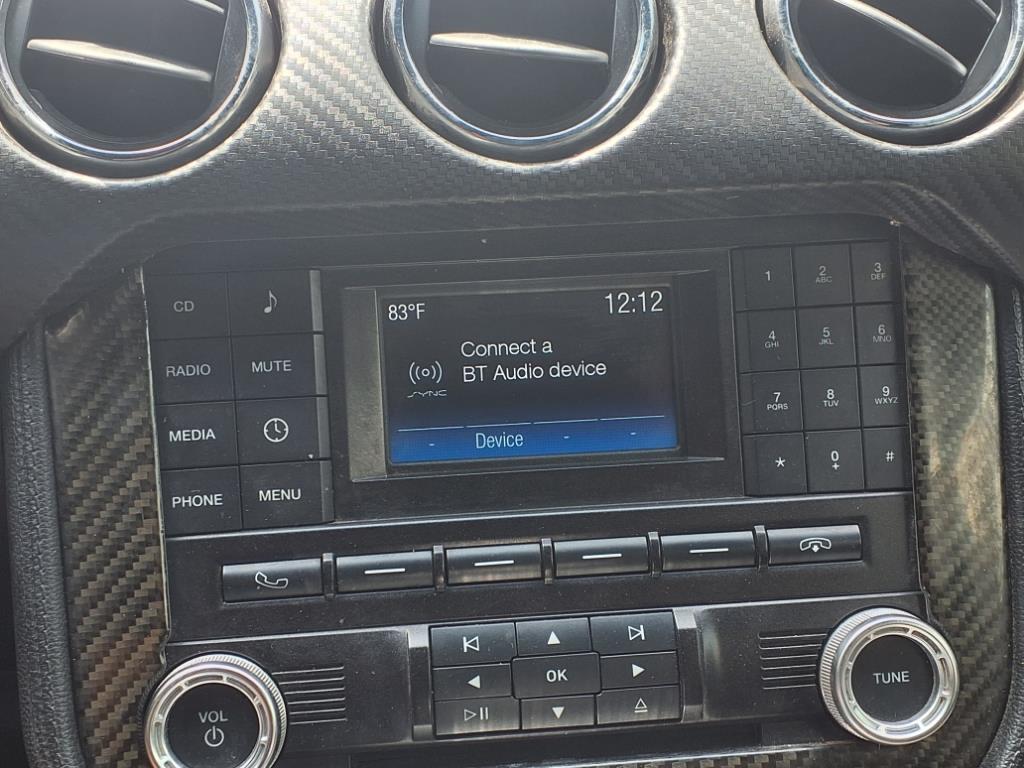 83°F 12:12
Connect a
BT Audio device
SYNC
- Device - -
CD
RADIO MUTE
MEDIA
PHONE MENU
1 2 ABC 3 DEF
4 GHI 5 JKL 6 MNO
7 PQRS 8 TUV 9 WXYZ
* 0 + #
OK
VOL
TUNE